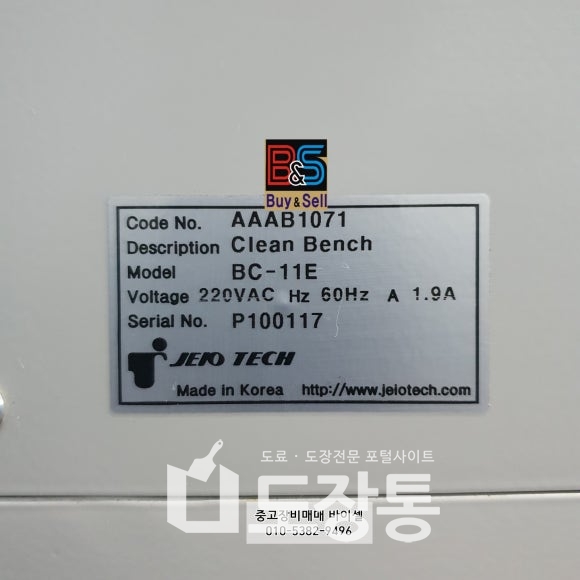 B&S
Buy & Sell
Code No. AAAB1071
Description Clean Bench
Model BC-11E
Voltage 220VAC Hz 60Hz A 1.9A
Serial No. P100117
JEIO TECH
Made in Korea http://www.jeiotech.com
도료 · 도장전문 포털사이트
도장통
중고장비매매 바이셀
010-5382-9496